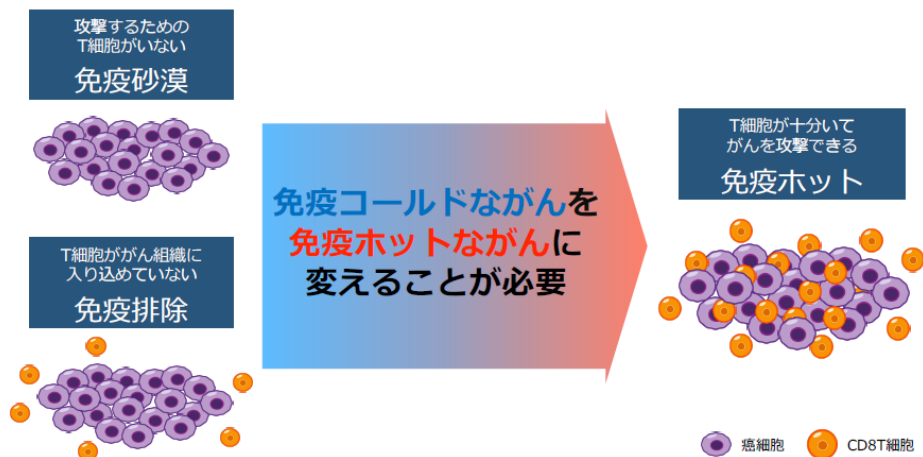 攻撃するための
T細胞がいない
免疫砂漠
T細胞ががん組織に
入り込めていない
免疫排除
免疫コールドながんを
免疫ホットながんに
変えることが必要
T細胞が十分いて
がんを攻撃できる
免疫ホット
癌細胞
CD8T細胞